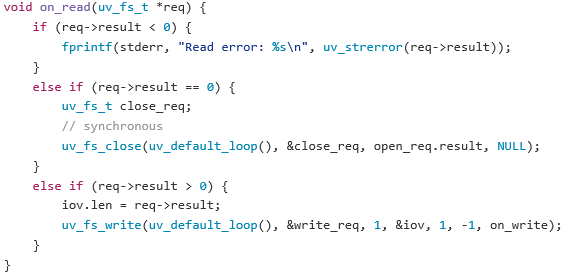 void on_read(uv_fs_t *req) {
    if (req->result < 0) {
        fprintf(stderr, "Read error: %s\n", uv_strerror(req->result));
    }
    else if (req->result == 0) {
        uv_fs_t close_req;
        // synchronous
        uv_fs_close(uv_default_loop(), &close_req, open_req.result, NULL);
    }
    else if (req->result > 0) {
        iov.len = req->result;
        uv_fs_write(uv_default_loop(), &write_req, 1, &iov, 1, -1, on_write);
    }
}